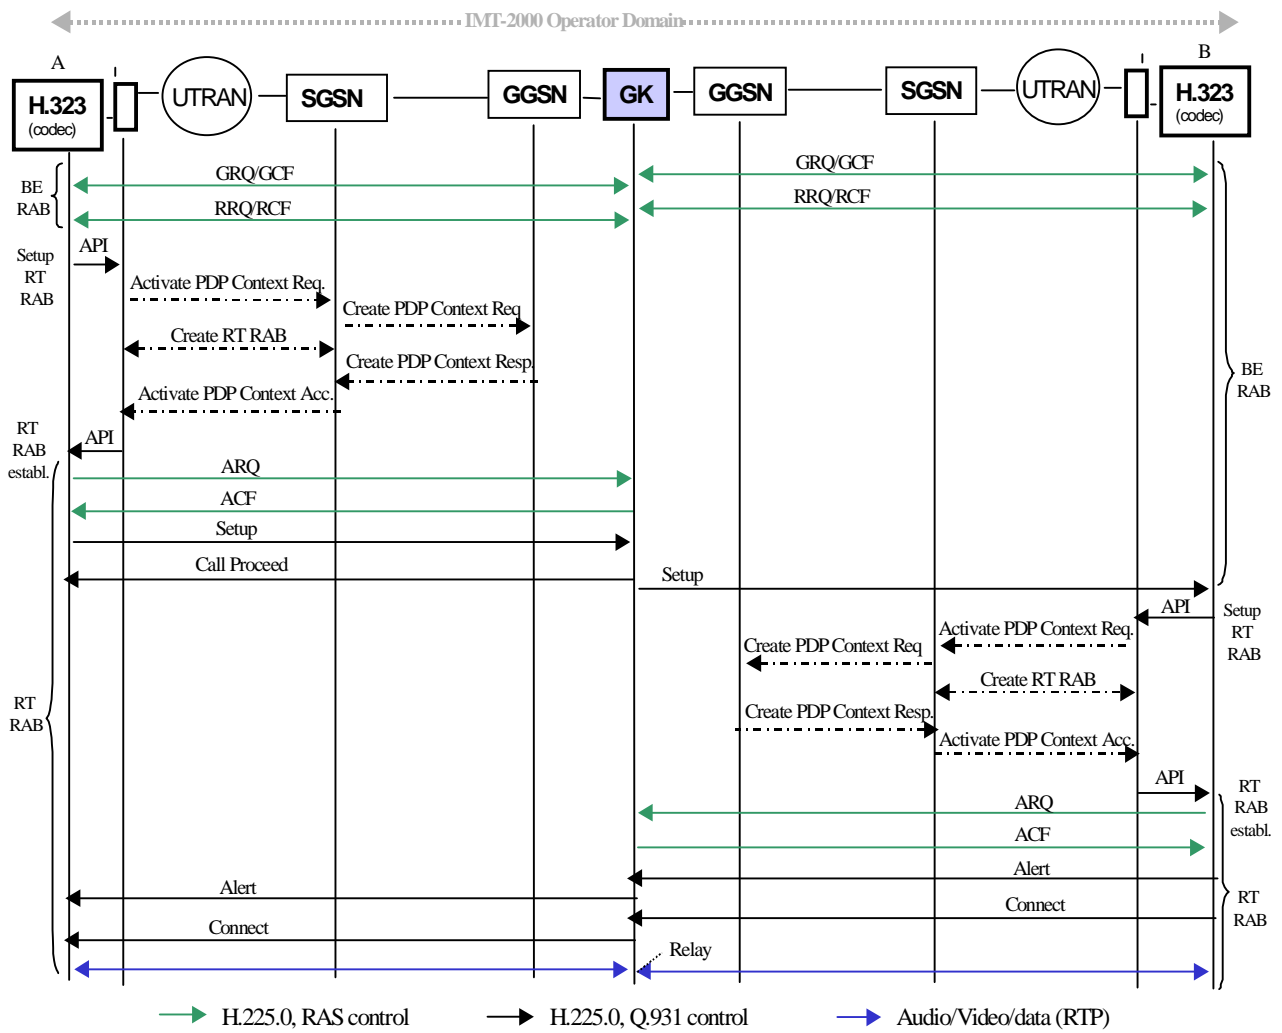 IMT-2000 Operator Domain
A
B
H.323
(codec)
UTRAN
SGSN
GGSN
GK
GGSN
SGSN
UTRAN
H.323
(codec)
GRQ/GCF
GRQ/GCF
BE
RAB
RRQ/RCF
RRQ/RCF
Setup
RT
RAB
API
Activate PDP Context Req.
Create PDP Context Req
Create RT RAB
Create PDP Context Resp.
BE
RAB
Activate PDP Context Acc.
RT
RAB
establ.
API
ARQ
ACF
Setup
Call Proceed
Setup
API
Setup
RT
RAB
Activate PDP Context Req.
Create PDP Context Req
Create RT RAB
RT
RAB
Create PDP Context Resp.
Activate PDP Context Acc.
API
RT
RAB
establ.
ARQ
ACF
Alert
Alert
RT
RAB
Connect
Connect
Relay
H.225.0, RAS control
H.225.0, Q.931 control
Audio/Video/data (RTP)